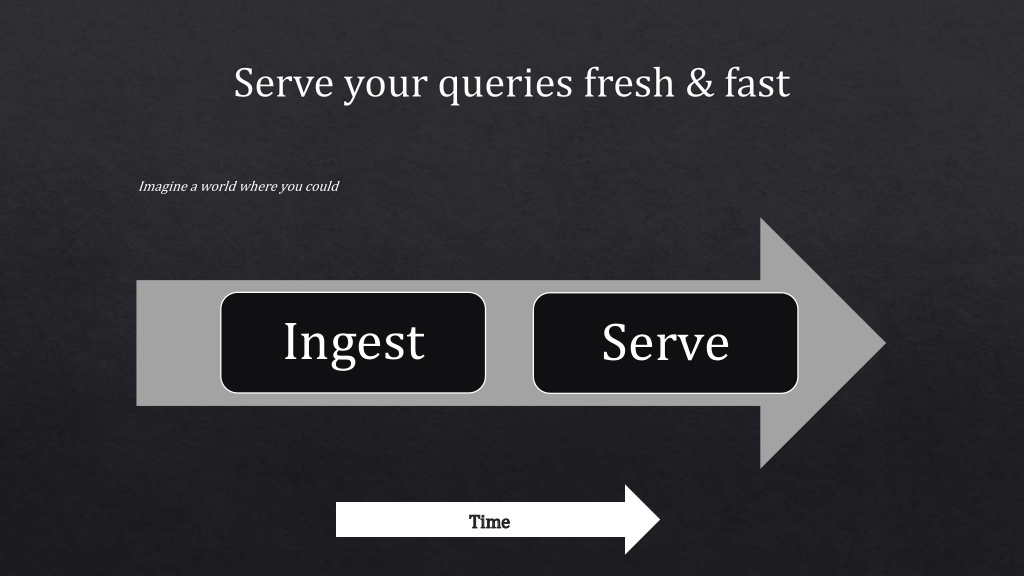 Serve your queries fresh & fast
Imagine a world where you could
Ingest
Serve
Time